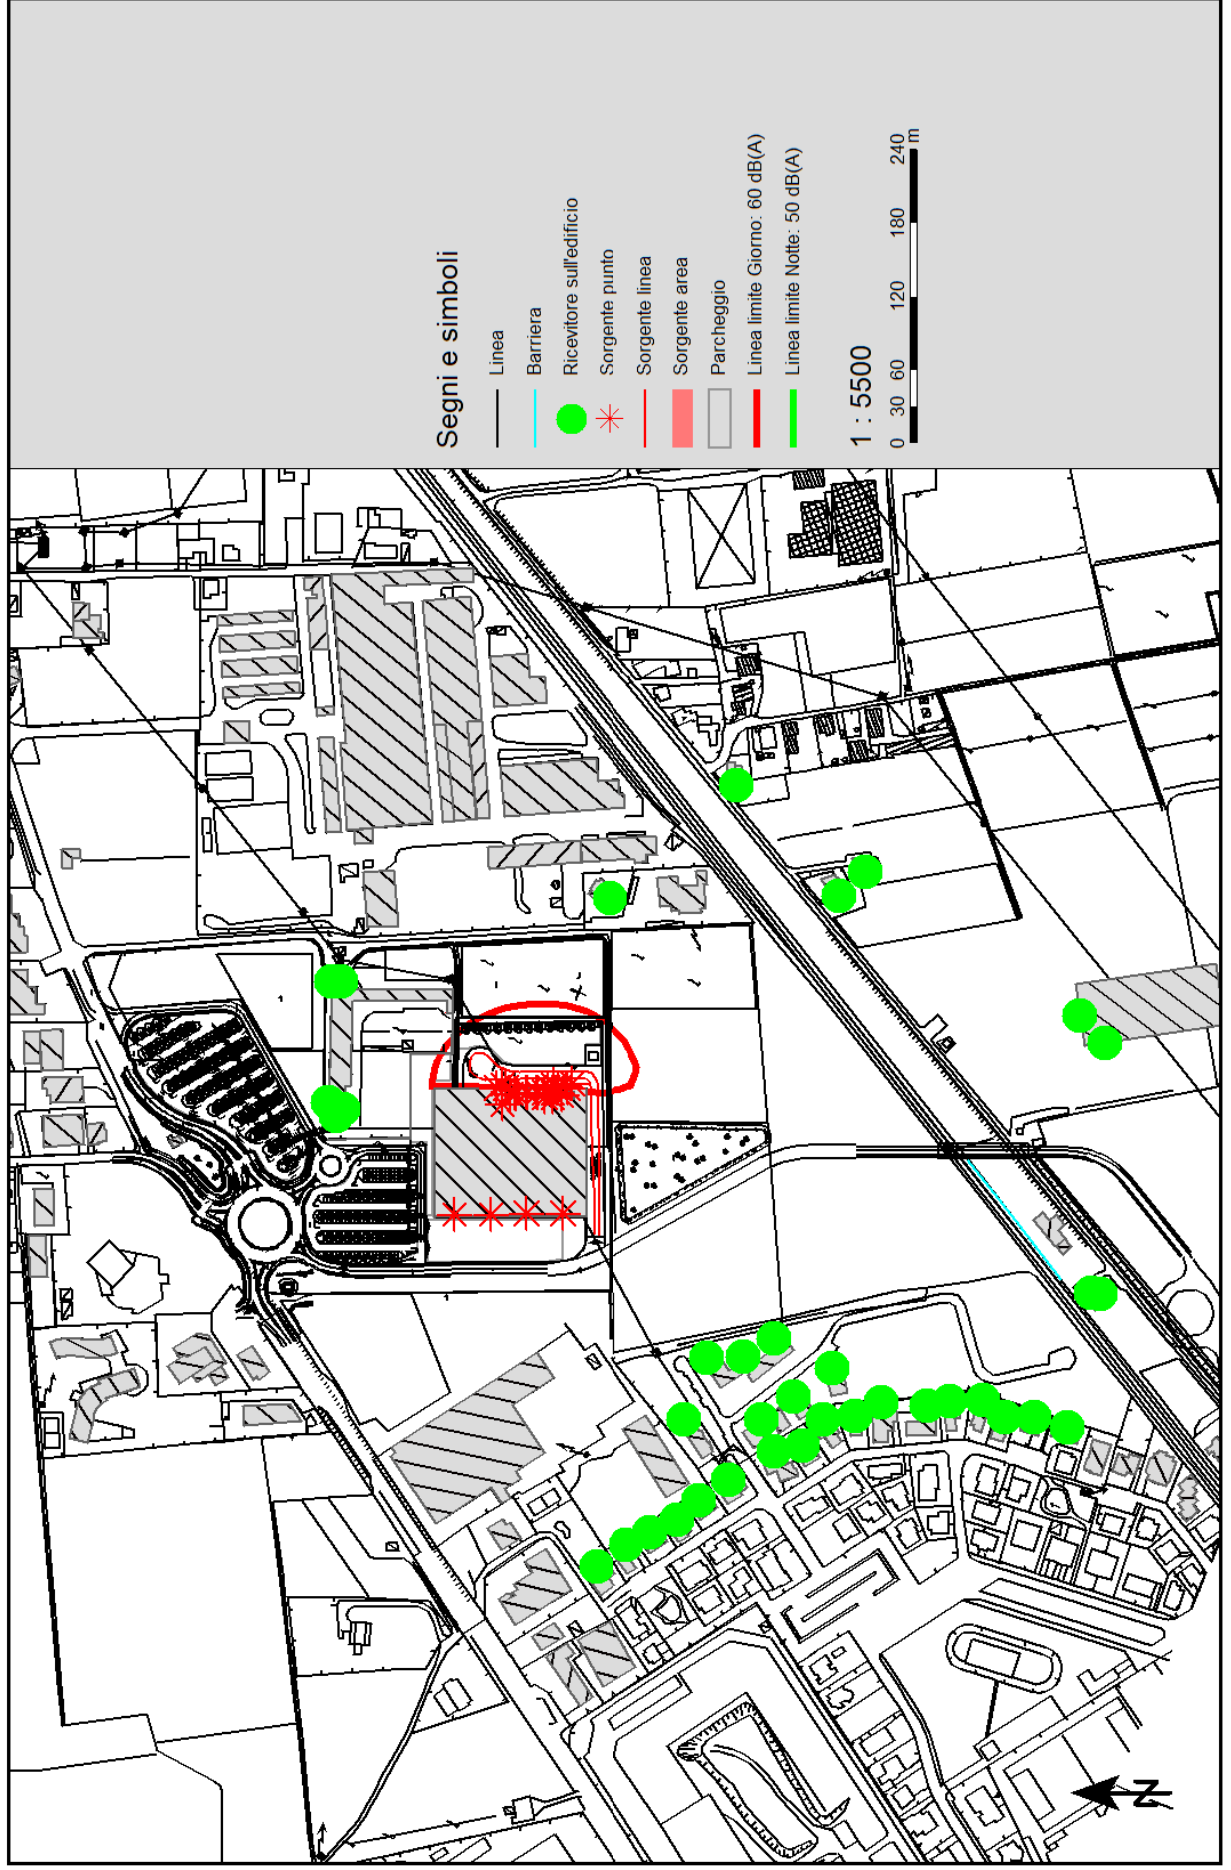 Segni e simboli
Linea
Barriera
Ricevitore sull'edificio
Sorgente punto
Sorgente linea
Sorgente area
Parcheggio
Linea limite Giorno: 60 dB(A)
Linea limite Notte: 50 dB(A)
1 : 5500
0 30 60 120 180 240
m
N